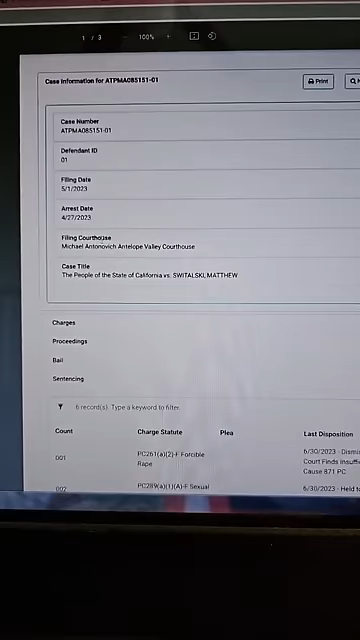 1 / 3 — 100% +
Case Information for ATPMA085151-01
Print
Case Number
ATPMA085151-01
Defendant ID
01
Filing Date
5/1/2023
Arrest Date
4/27/2023
Filing Courthouse
Michael Antonovich Antelope Valley Courthouse
Case Title
The People of the State of California vs. SWITALSKI, MATTHEW
Charges
Proceedings
Bail
Sentencing
6 record(s). Type a keyword to filter.
Count Charge Statute Plea Last Disposition
001 PC261(a)(2)-F Forcible 6/30/2023 - Dismis
Rape Court Finds Insuffi
Cause 871 PC
002 PC289(a)(1)(A)-F Sexual 6/30/2023 - Held to